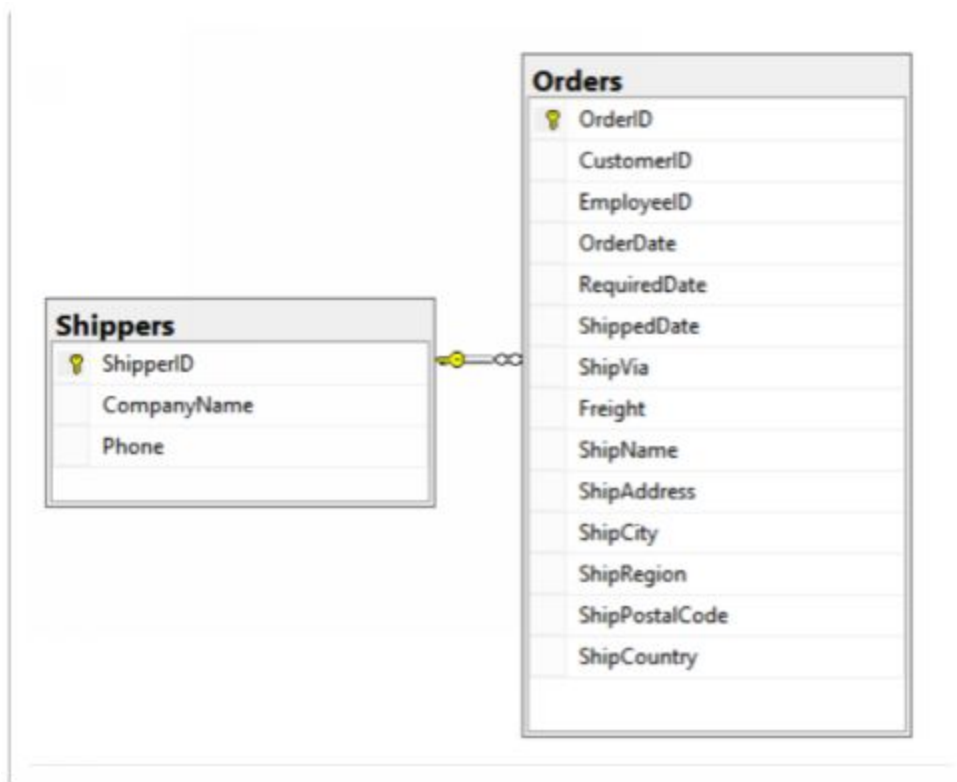 Shippers
ShipperID
CompanyName
Phone
Orders
OrderID
CustomerID
EmployeeID
OrderDate
RequiredDate
ShippedDate
ShipVia
Freight
ShipName
ShipAddress
ShipCity
ShipRegion
ShipPostalCode
ShipCountry